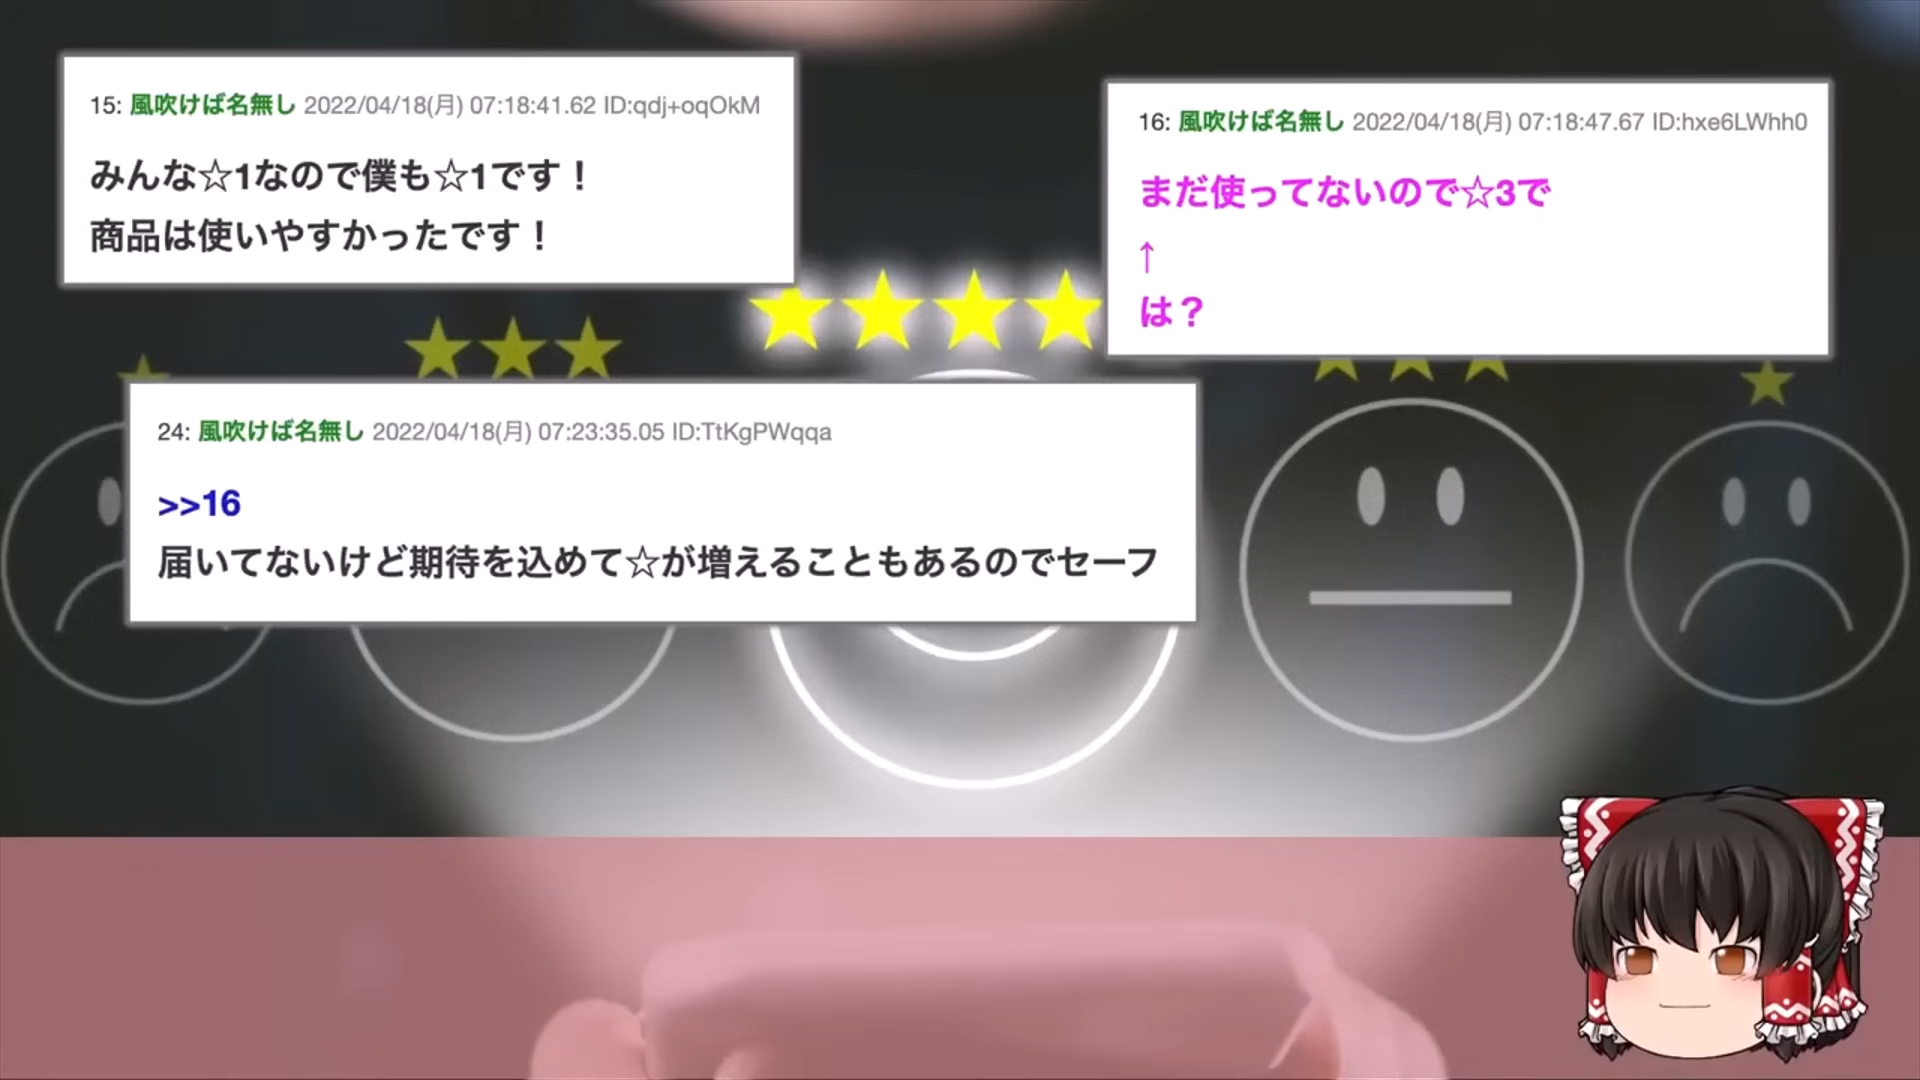 15: 風吹けば名無し 2022/04/18(月) 07:18:41.62 ID:qdj+oqOkM
みんな☆1なので僕も☆1です！
商品は使いやすかったです！
16: 風吹けば名無し 2022/04/18(月) 07:18:47.67 ID:hxe6LWhh0
まだ使ってないので☆3で
↑
は？
24: 風吹けば名無し 2022/04/18(月) 07:23:35.05 ID:TtKgPWqqa
>>16
届いてないけど期待を込めて☆が増えることもあるのでセーフ